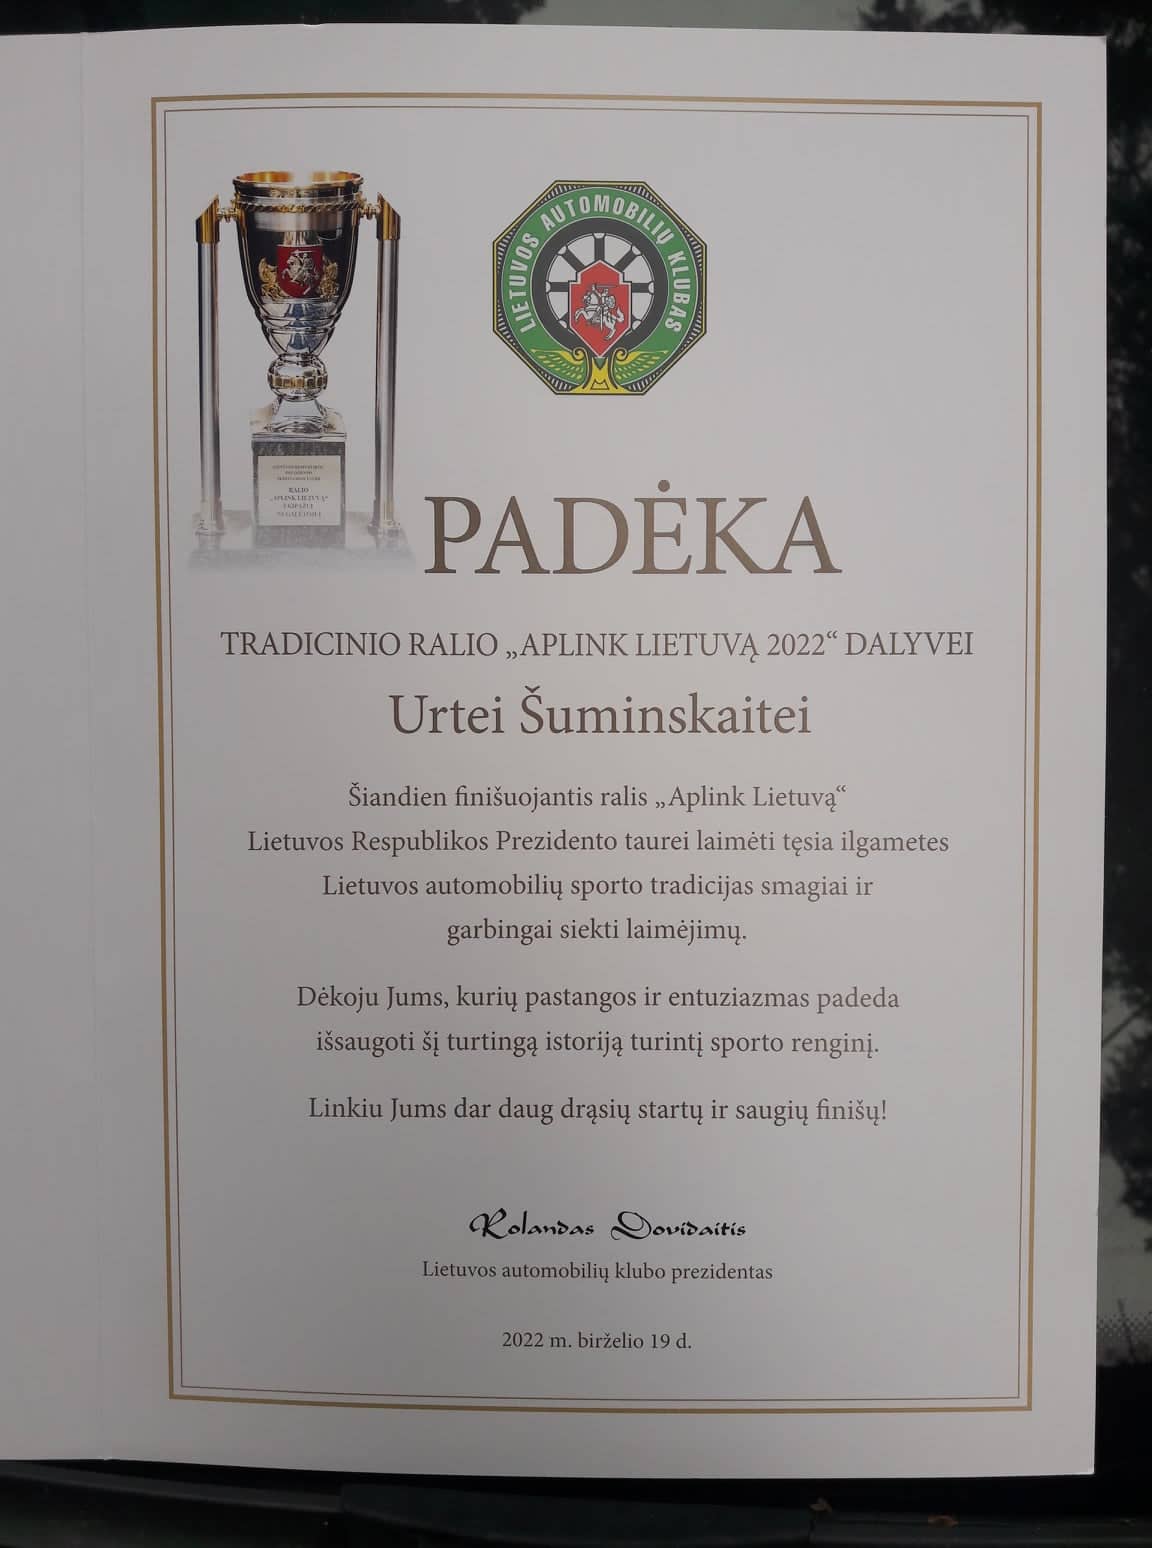 LIETUVOS AUTOMOBILIŲ KLUBAS
RALIO
„APLINK LIETUVĄ“
PADĖKA
TRADICINIO RALIO „APLINK LIETUVĄ 2022“ DALYVEI
Urtei Šuminskaitei
Šiandien finišuojantis ralis „Aplink Lietuvą“
Lietuvos Respublikos Prezidento taurei laimėti tęsia ilgametes
Lietuvos automobilių sporto tradicijas smagiai ir
garbingai siekti laimėjimų.
Dėkoju Jums, kurių pastangos ir entuziazmas padeda
išsaugoti šį turtingą istoriją turintį sporto renginį.
Linkiu Jums dar daug drąsių startų ir saugių finišų!
Rolandas Dovidaitis
Lietuvos automobilių klubo prezidentas
2022 m. birželio 19 d.